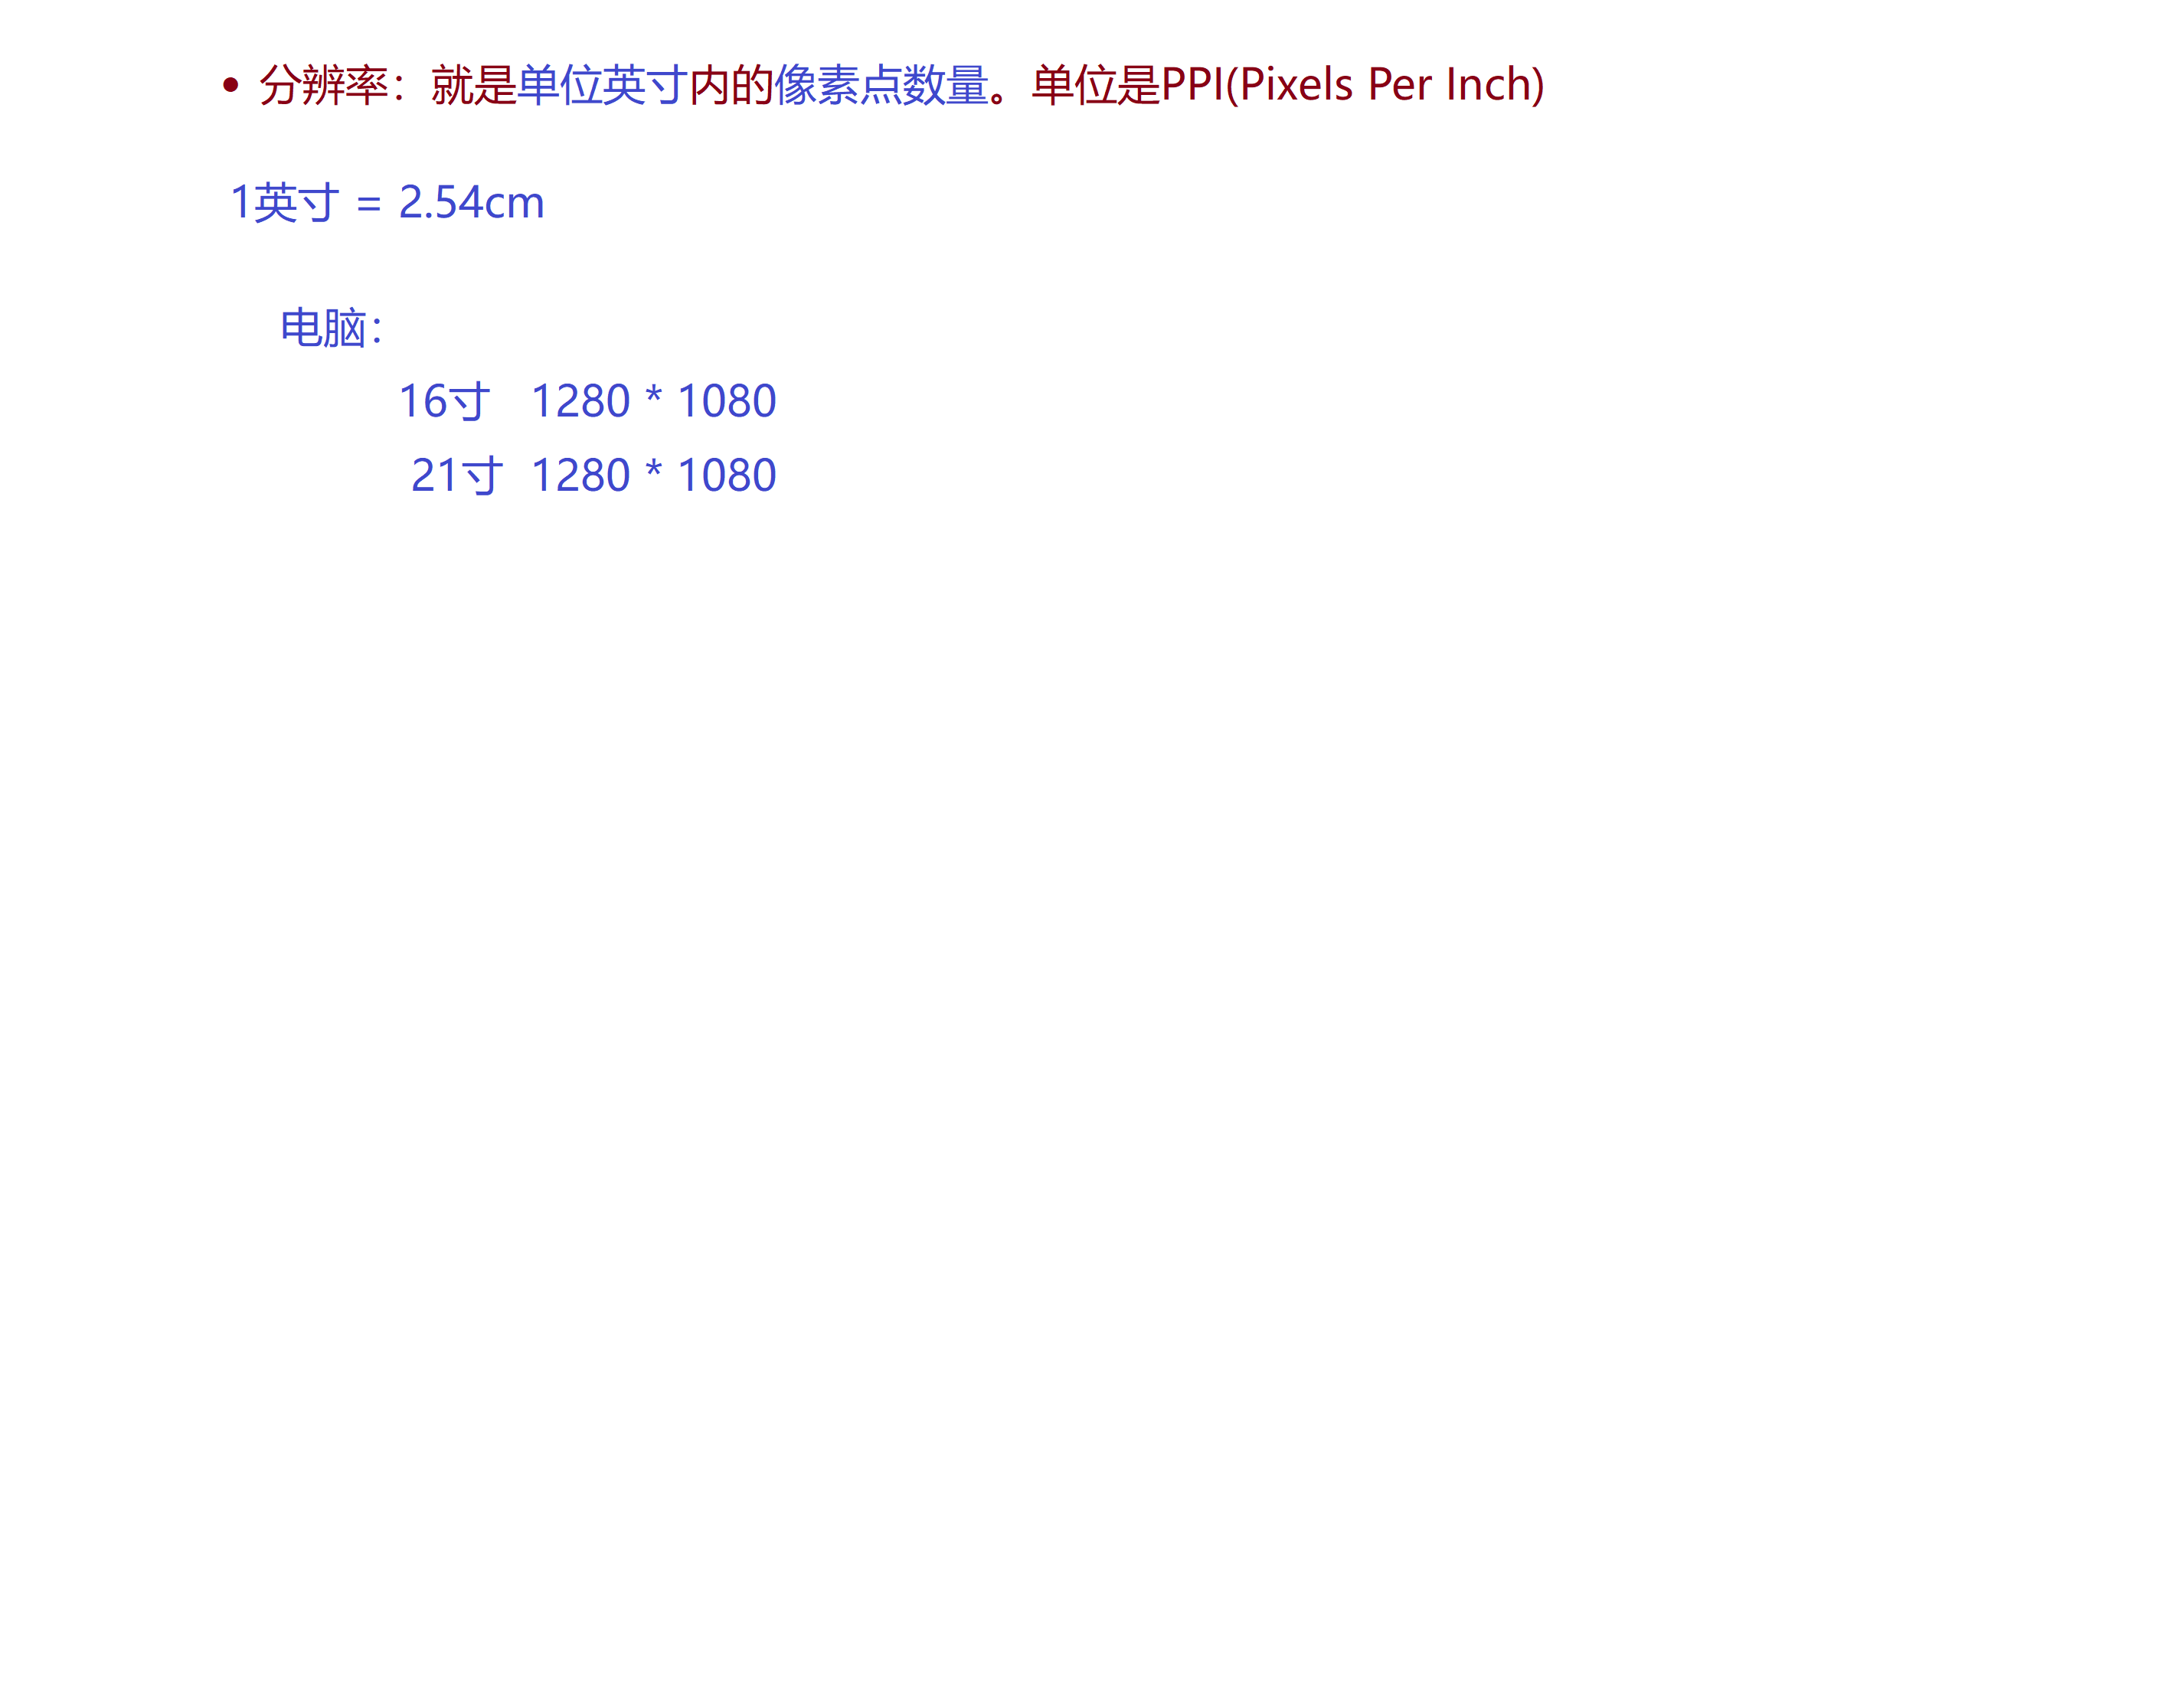 • 分辨率：就是单位英寸内的像素点数量。单位是PPI(Pixels Per Inch)
1英寸 = 2.54cm
电脑：
16寸 1280 * 1080
21寸 1280 * 1080